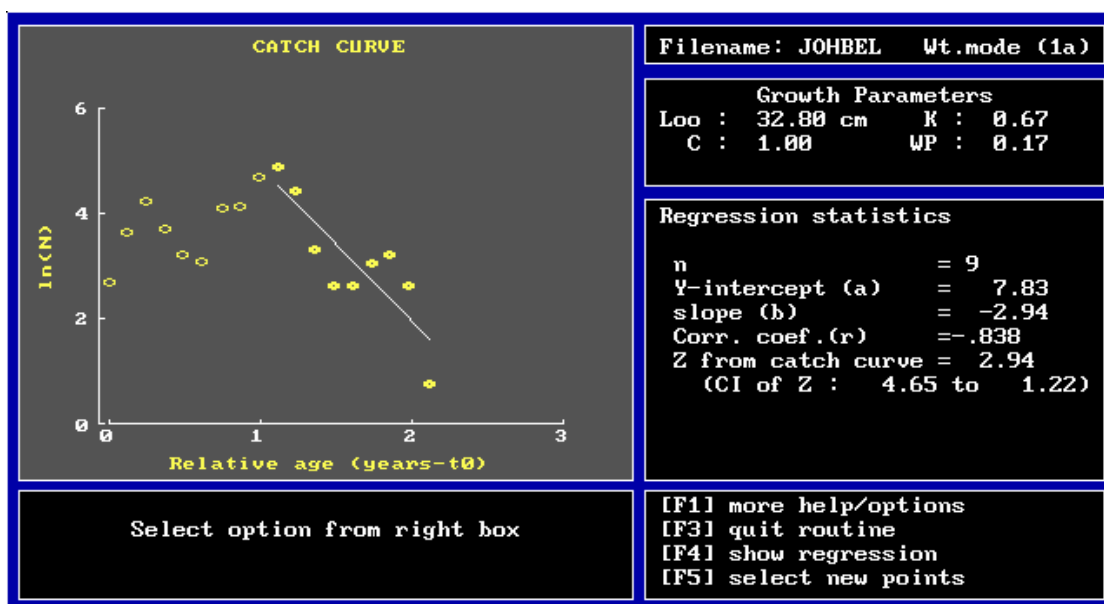 CATCH CURVE
6
4
2
0
ln(N)
0 1 2 3
Relative age (years-t0)
Filename: JOHBEL Wt.mode (1a)
Growth Parameters
Loo : 32.80 cm K : 0.67
C : 1.00 WP : 0.17
Regression statistics
n = 9
Y-intercept (a) = 7.83
slope (b) = -2.94
Corr. coef.(r) =-.838
Z from catch curve = 2.94
(CI of Z : 4.65 to 1.22)
Select option from right box
[F1] more help/options
[F3] quit routine
[F4] show regression
[F5] select new points